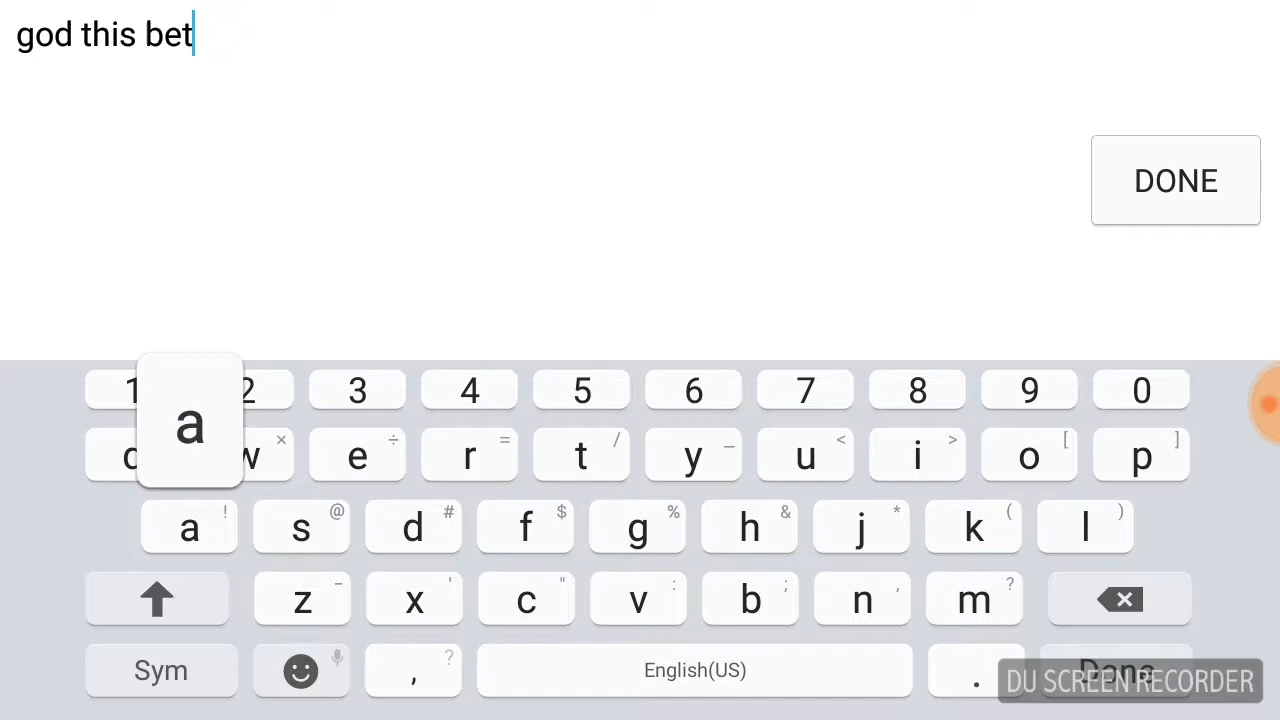 god this bet
DONE
1 2 3 4 5 6 7 8 9 0
a
q w × e ÷ r = t / y _ u < i > o [ p ]
a ! s @ d # f $ g % h & j * k ( l )
z - x ' c " v : b ; n , m ?
Sym , ? English(US) . Done
DU SCREEN RECORDER